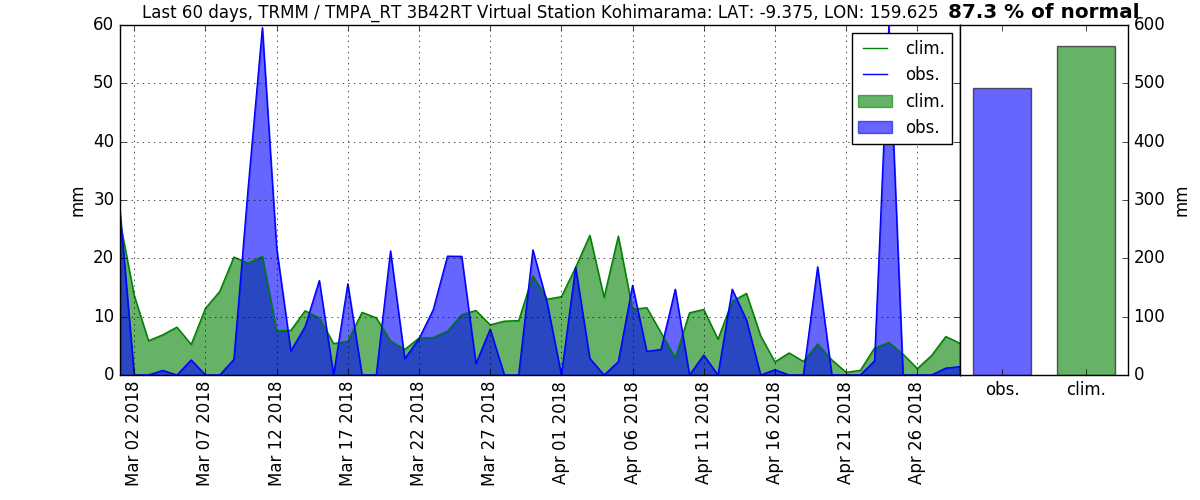 Last 60 days, TRMM / TMPA_RT 3B42RT Virtual Station Kohimarama: LAT: -9.375, LON: 159.625 87.3 % of normal
60
50
40
30
20
10
0
mm
clim.
obs.
clim.
obs.
600
500
400
300
200
100
0
mm
obs.
clim.
Mar 02 2018
Mar 07 2018
Mar 12 2018
Mar 17 2018
Mar 22 2018
Mar 27 2018
Apr 01 2018
Apr 06 2018
Apr 11 2018
Apr 16 2018
Apr 21 2018
Apr 26 2018